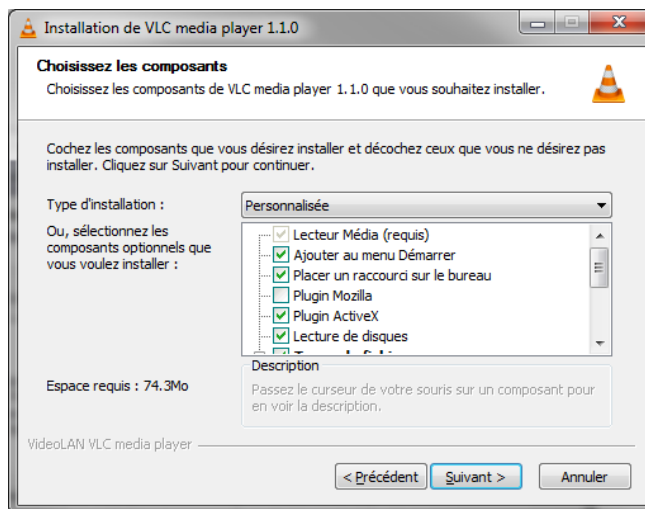 Installation de VLC media player 1.1.0
Choisissez les composants
Choisissez les composants de VLC media player 1.1.0 que vous souhaitez installer.
Cochez les composants que vous désirez installer et décochez ceux que vous ne désirez pas
installer. Cliquez sur Suivant pour continuer.
Type d'installation :
Personnalisée
Ou, sélectionnez les
composants optionnels que
vous voulez installer :
Lecteur Média (requis)
Ajouter au menu Démarrer
Placer un raccourci sur le bureau
Plugin Mozilla
Plugin ActiveX
Lecture de disques
Espace requis : 74.3Mo
Description
Passez le curseur de votre souris sur un composant pour
en voir la description.
VideoLAN VLC media player
< Précédent
Suivant >
Annuler